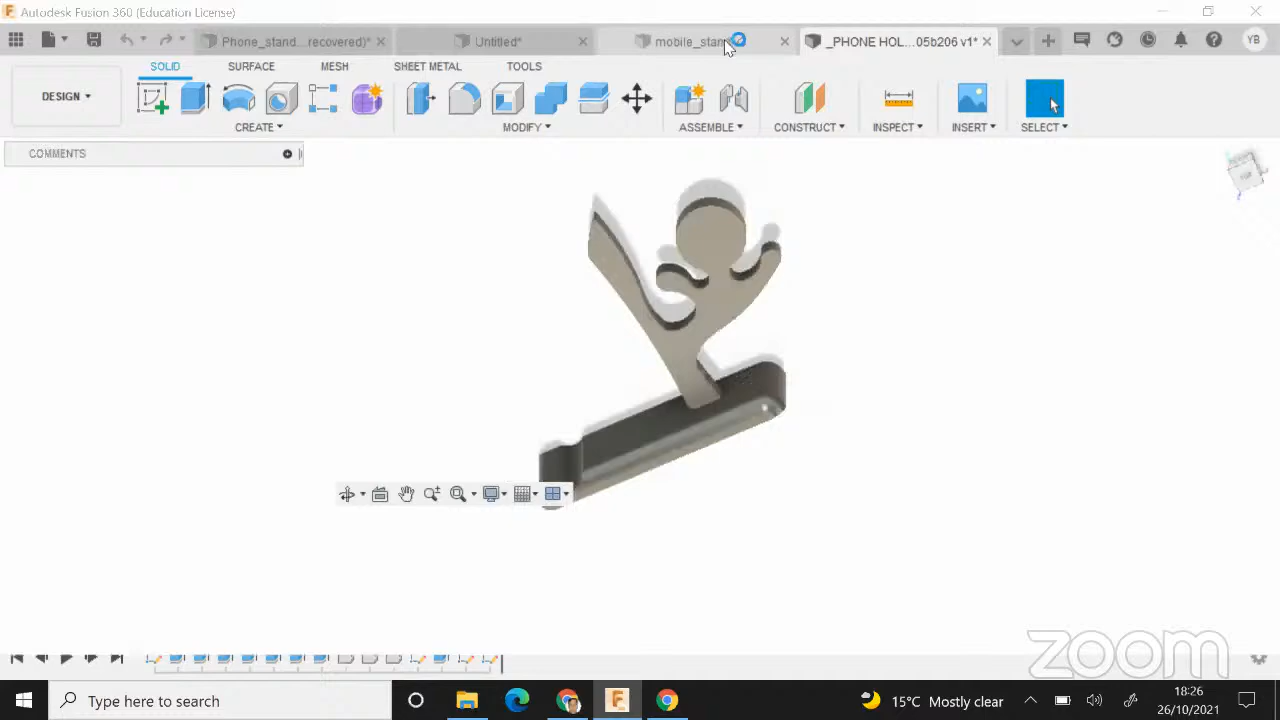 Autodesk Fusion 360 (Education License)
Phone_stand...recovered)*
Untitled*
mobile_stan
_PHONE HOL...05b206 v1*
YB
DESIGN
SOLID
SURFACE
MESH
SHEET METAL
TOOLS
CREATE
MODIFY
ASSEMBLE
CONSTRUCT
INSPECT
INSERT
SELECT
COMMENTS
zoom
Type here to search
15°C Mostly clear
18:26
26/10/2021